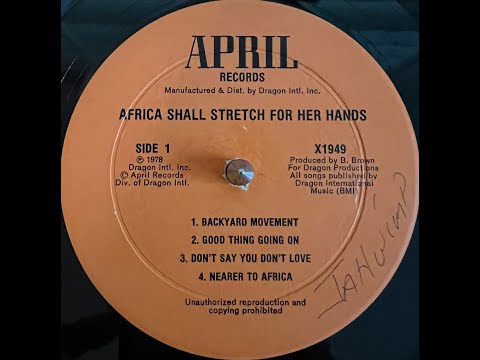 APRIL
RECORDS
Manufactured & Dist. by Dragon Intl. Inc.
AFRICA SHALL STRETCH FOR HER HANDS
SIDE 1
℗ 1978
Dragon Intl. Inc.
© April Records
Div. of Dragon Intl.
X1949
Produced by B. Brown
For Dragon Productions
All songs published by
Dragon International
Music (BMI)
1. BACKYARD MOVEMENT
2. GOOD THING GOING ON
3. DON'T SAY YOU DON'T LOVE
4. NEARER TO AFRICA
Unauthorized reproduction and
copying prohibited